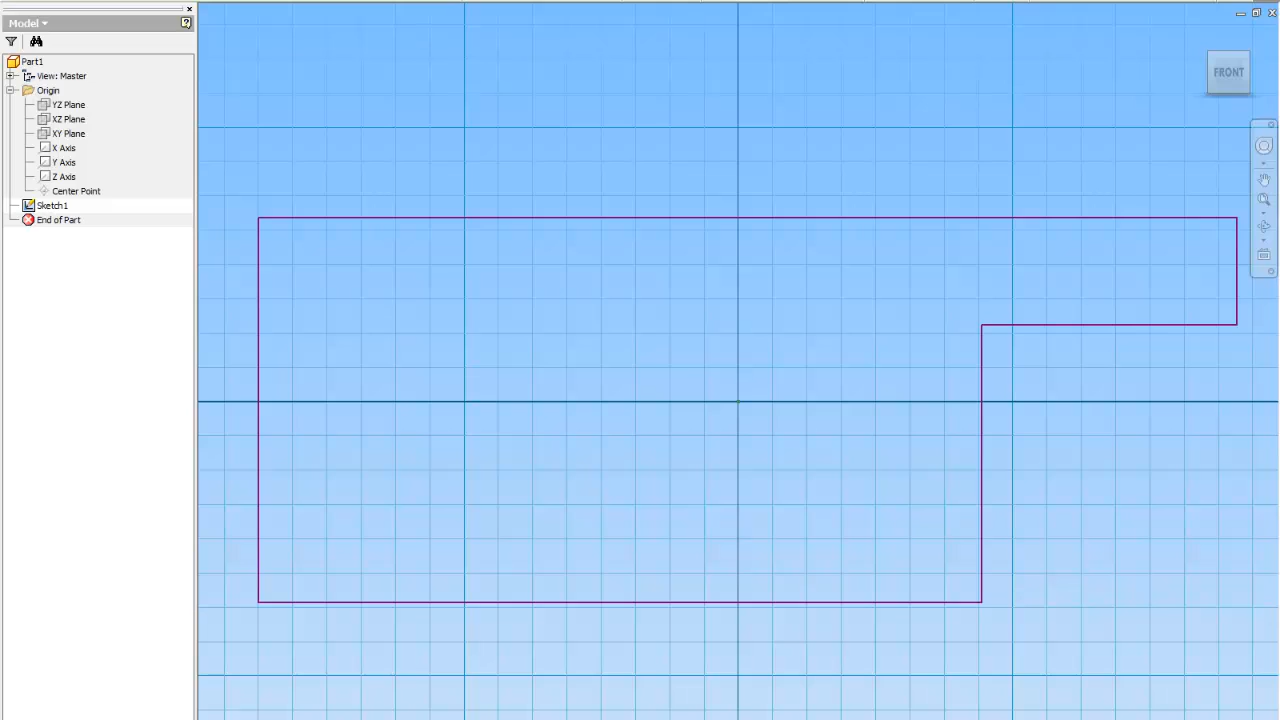 Model
Part1
View: Master
Origin
YZ Plane
XZ Plane
XY Plane
X Axis
Y Axis
Z Axis
Center Point
Sketch1
End of Part
FRONT